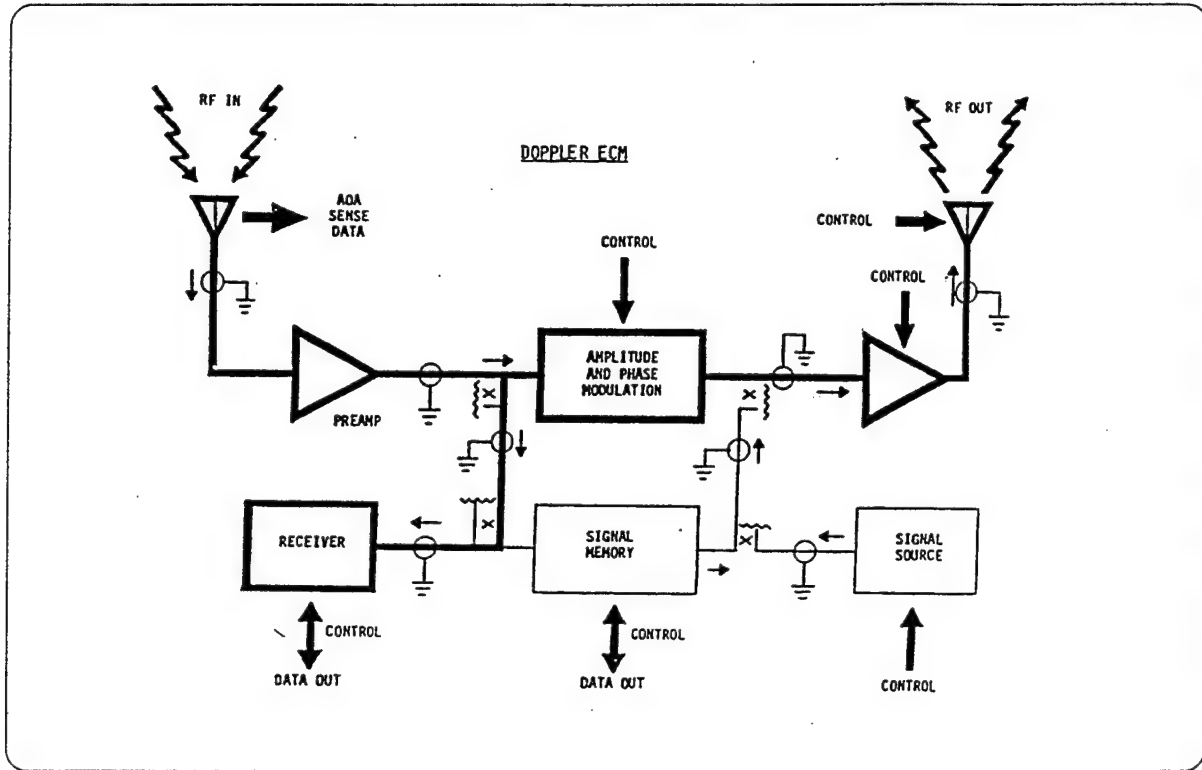 RF IN
RF OUT
DOPPLER ECM
AOA
SENSE
DATA
CONTROL
CONTROL
CONTROL
AMPLITUDE
AND PHASE
MODULATION
PREAMP
X
X
RECEIVER
X
SIGNAL
MEMORY
X
SIGNAL
SOURCE
CONTROL
DATA OUT
CONTROL
DATA OUT
CONTROL